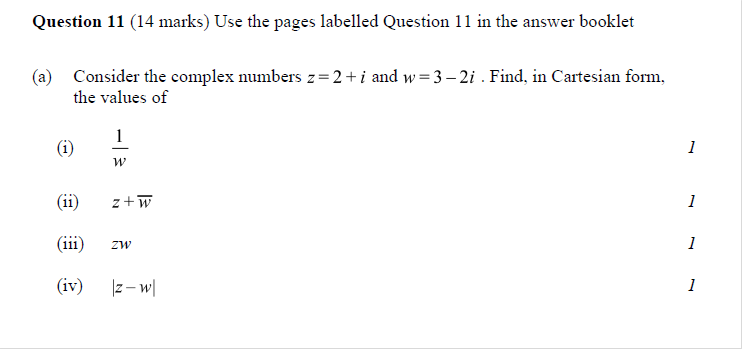 Question 11 (14 marks) Use the pages labelled Question 11 in the answer booklet
(a) Consider the complex numbers z = 2 + i and w = 3 – 2i . Find, in Cartesian form,
the values of
(i) 1/w 1
(ii) z + w̅ 1
(iii) zw 1
(iv) |z – w| 1